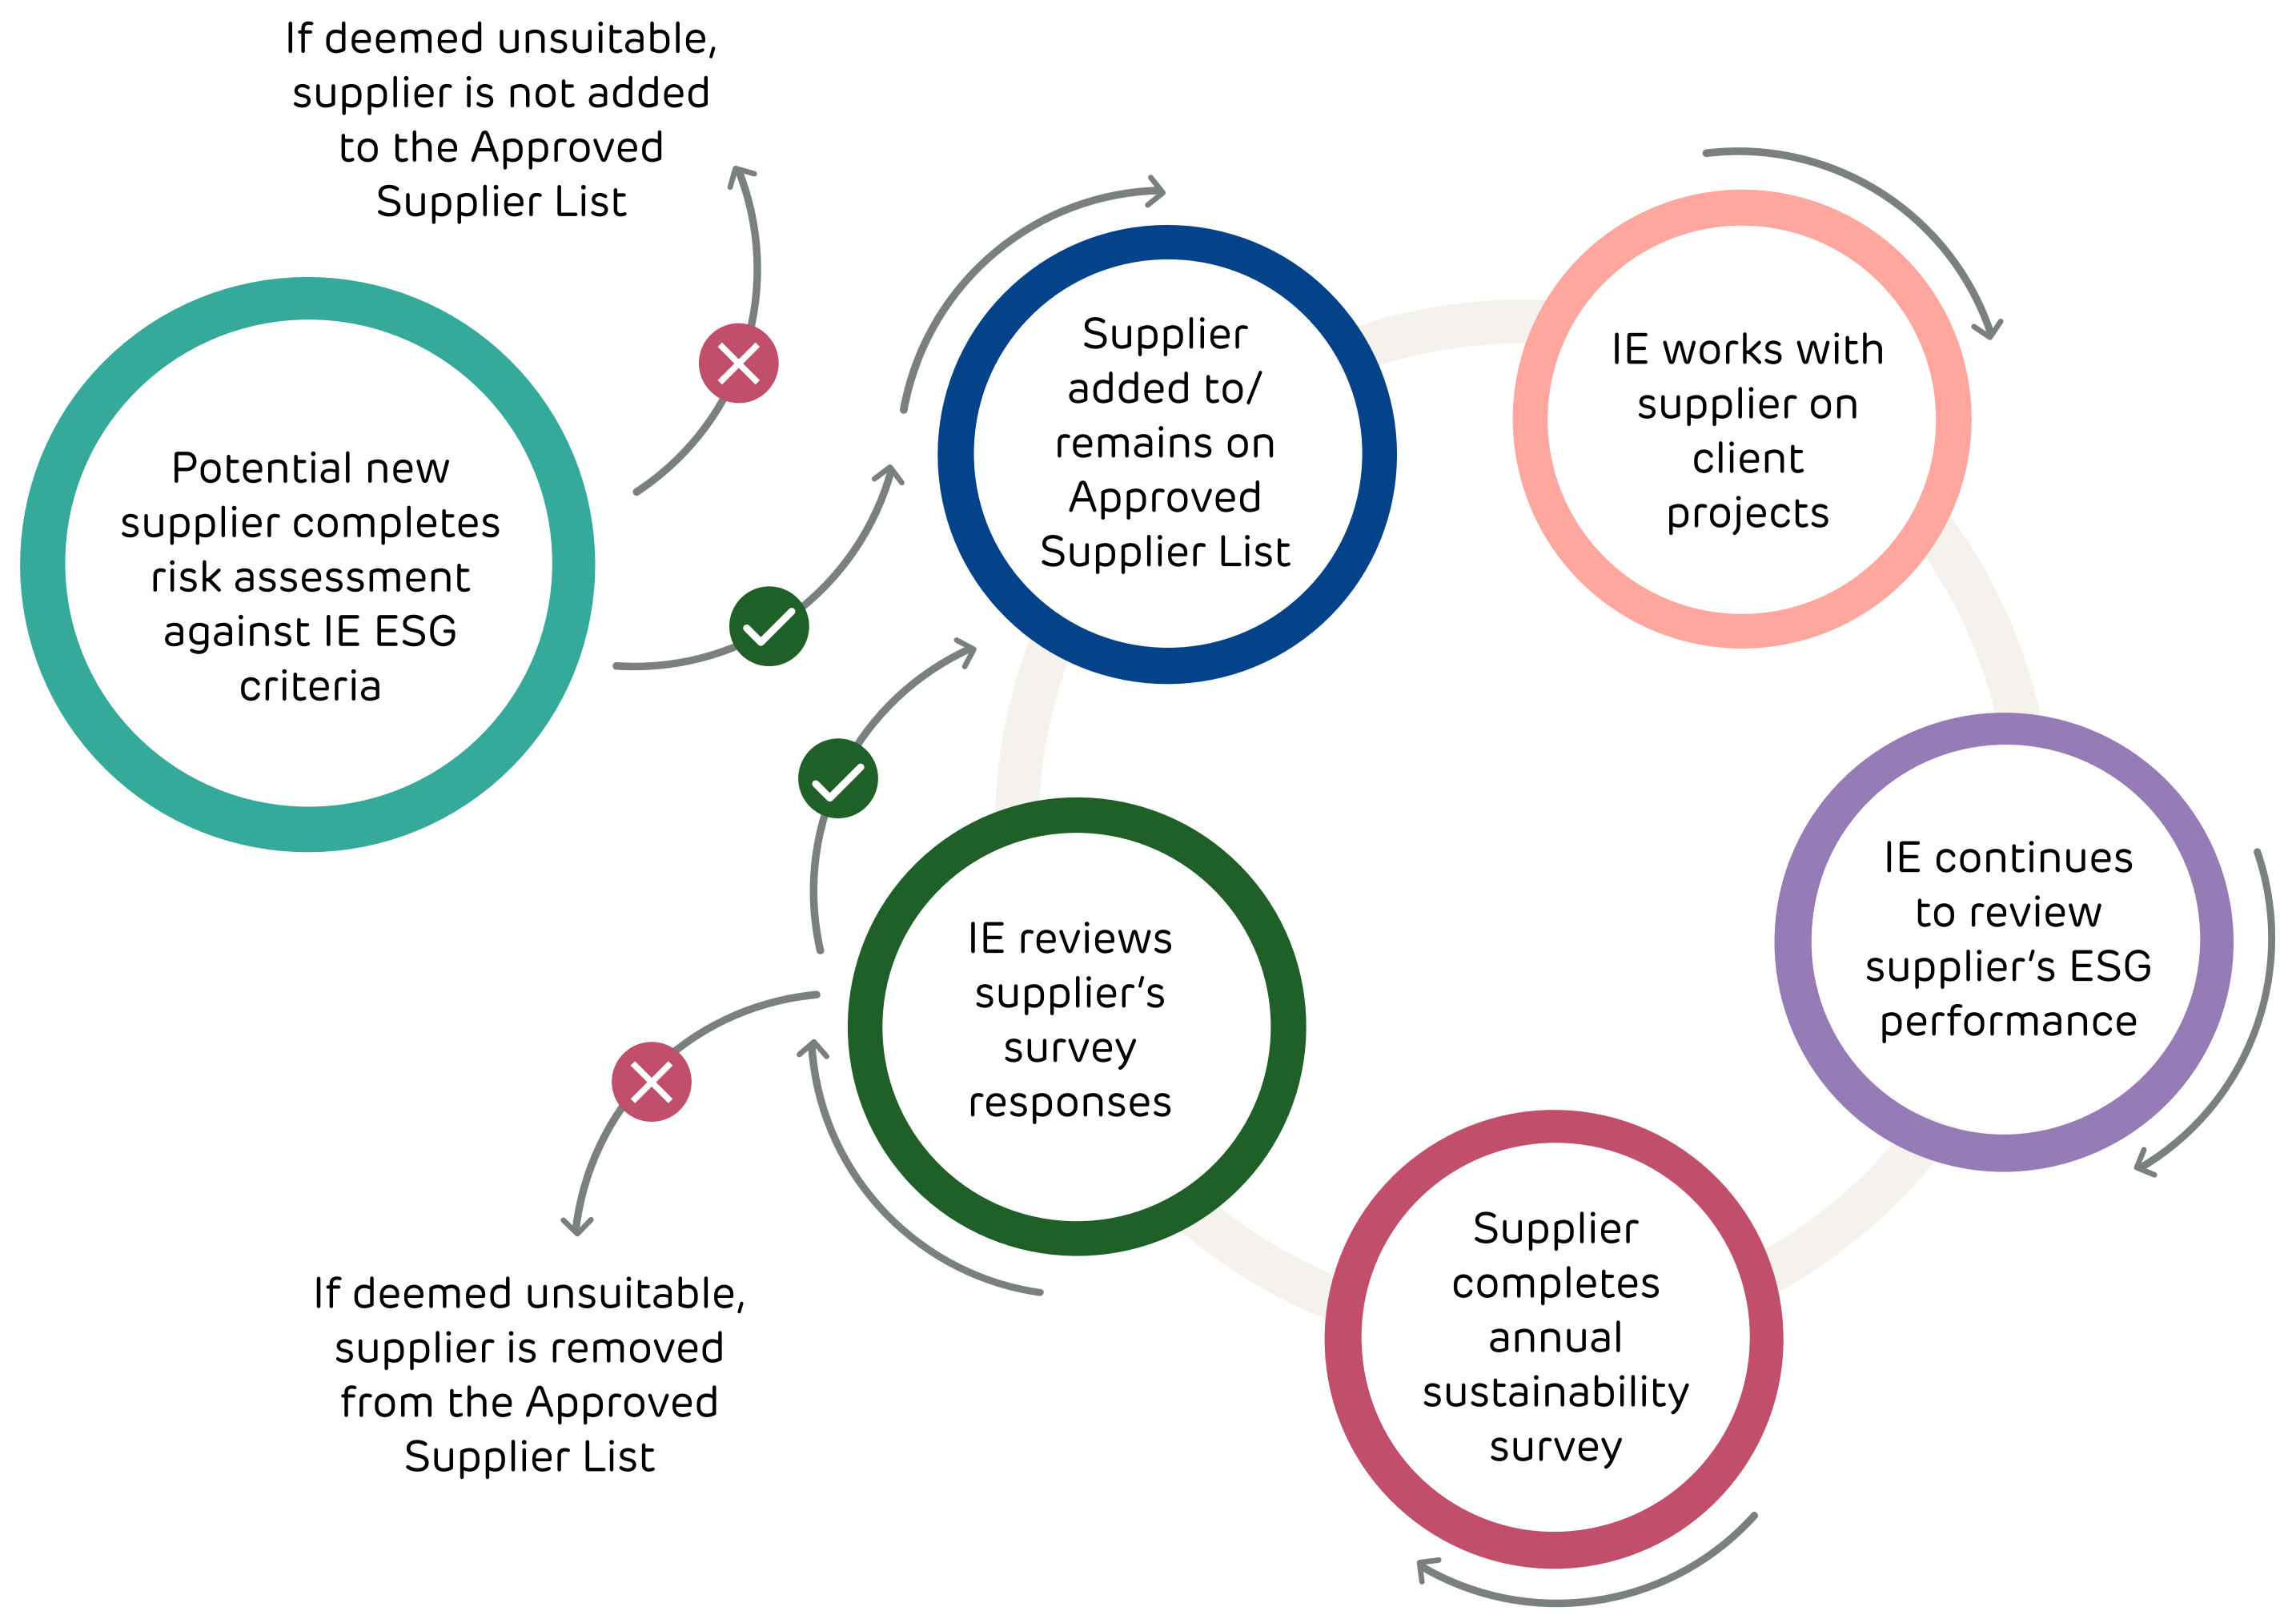 If deemed unsuitable,
supplier is not added
to the Approved
Supplier List
Potential new
supplier completes
risk assessment
against IE ESG
criteria
Supplier
added to/
remains on
Approved
Supplier List
IE works with
supplier on
client
projects
IE continues
to review
supplier's ESG
performance
Supplier
completes
annual
sustainability
survey
IE reviews
supplier's
survey
responses
If deemed unsuitable,
supplier is removed
from the Approved
Supplier List